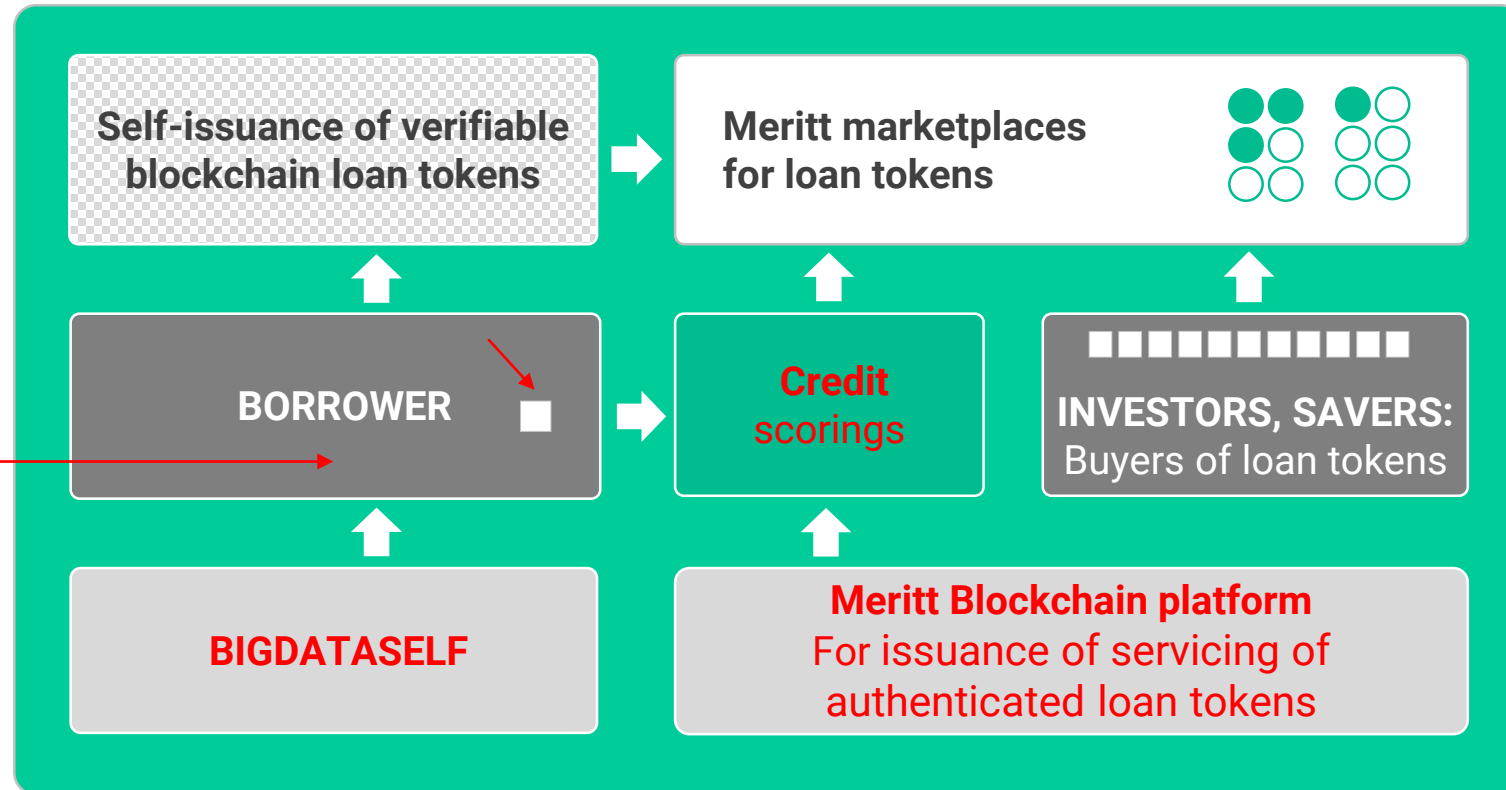 Self-issuance of verifiable
blockchain loan tokens
Meritt marketplaces
for loan tokens
BORROWER
Credit
scorings
INVESTORS, SAVERS:
Buyers of loan tokens
BIGDATASELF
Meritt Blockchain platform
For issuance of servicing of
authenticated loan tokens